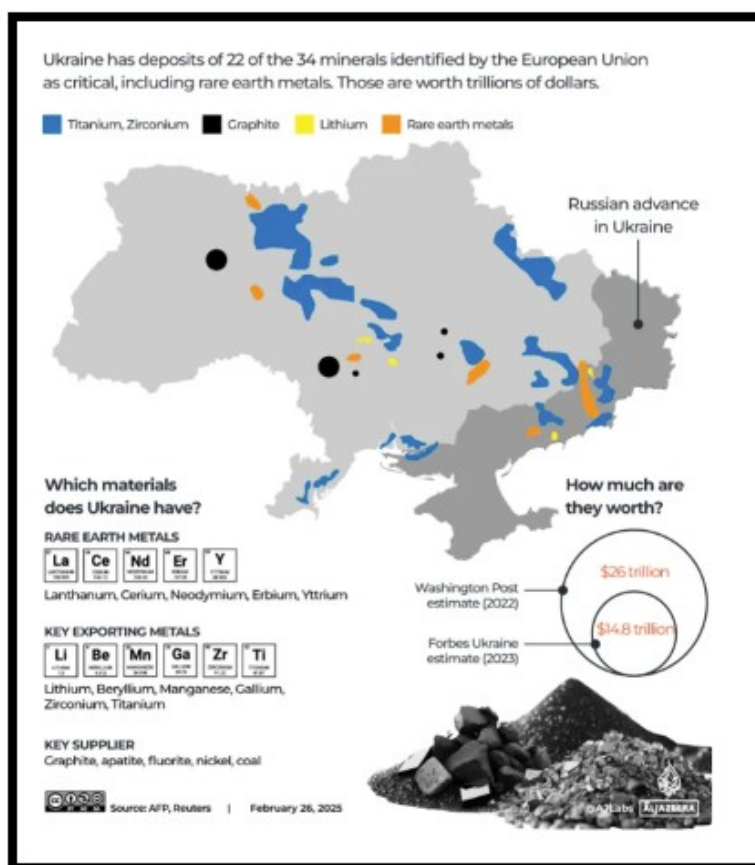 Ukraine has deposits of 22 of the 34 minerals identified by the European Union
as critical, including rare earth metals. Those are worth trillions of dollars.
Titanium, Zirconium
Graphite
Lithium
Rare earth metals
Russian advance
in Ukraine
Which materials
does Ukraine have?
RARE EARTH METALS
La
Ce
Nd
Er
Y
Lanthanum, Cerium, Neodymium, Erbium, Yttrium
KEY EXPORTING METALS
Li
Be
Mn
Ga
Zr
Ti
Lithium, Beryllium, Manganese, Gallium,
Zirconium, Titanium
KEY SUPPLIER
Graphite, apatite, fluorite, nickel, coal
How much are
they worth?
$26 trillion
Washington Post
estimate (2022)
$14.8 trillion
Forbes Ukraine
estimate (2023)
Source: AFP, Reuters | February 26, 2025
@AJLabs
ALJAZEERA